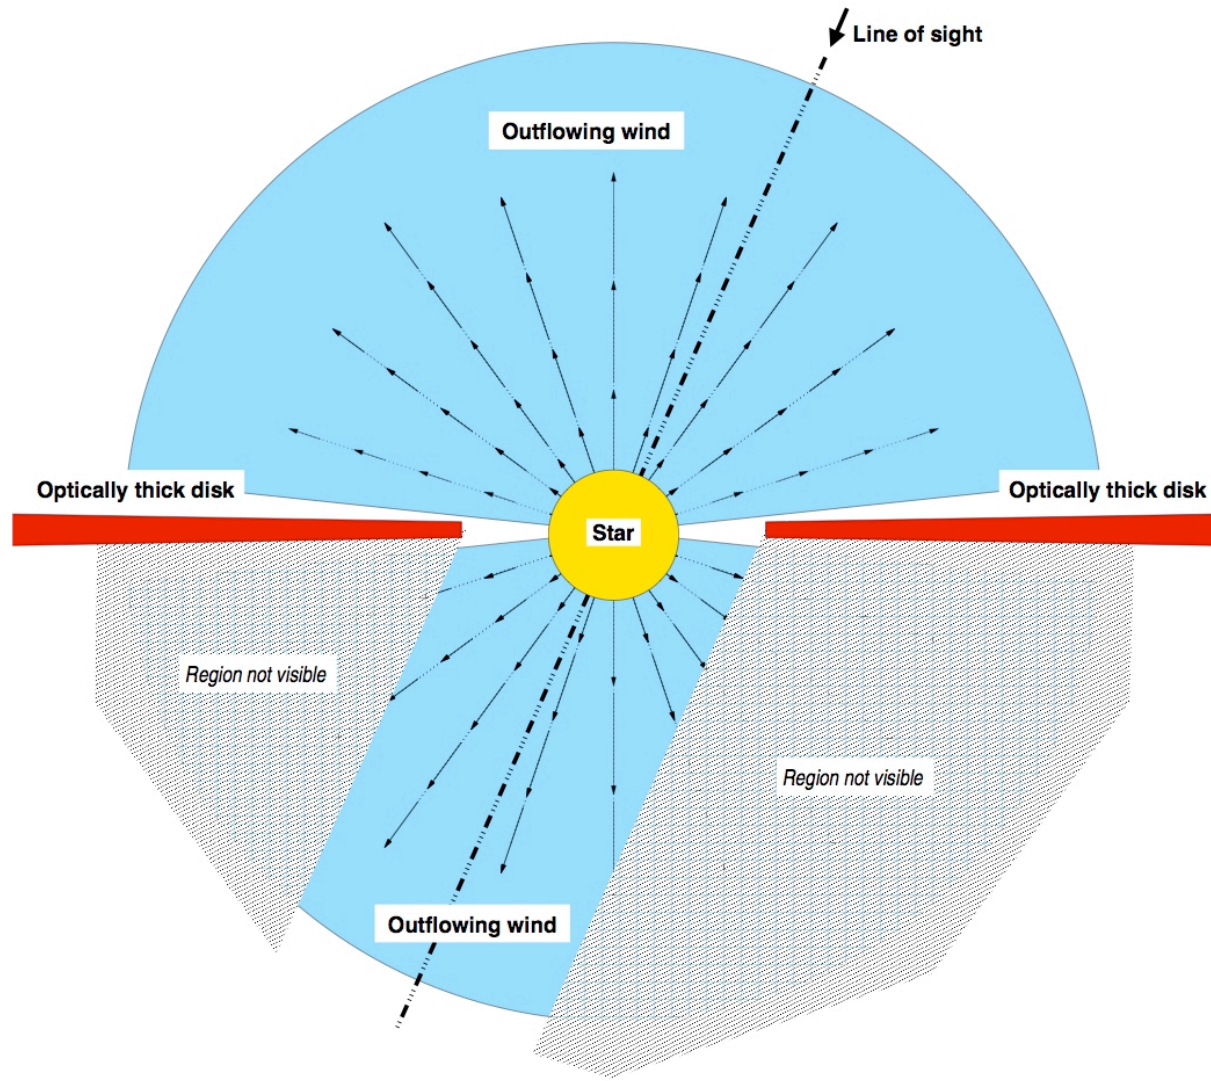 Line of sight
Outflowing wind
Optically thick disk
Optically thick disk
Star
Region not visible
Region not visible
Outflowing wind